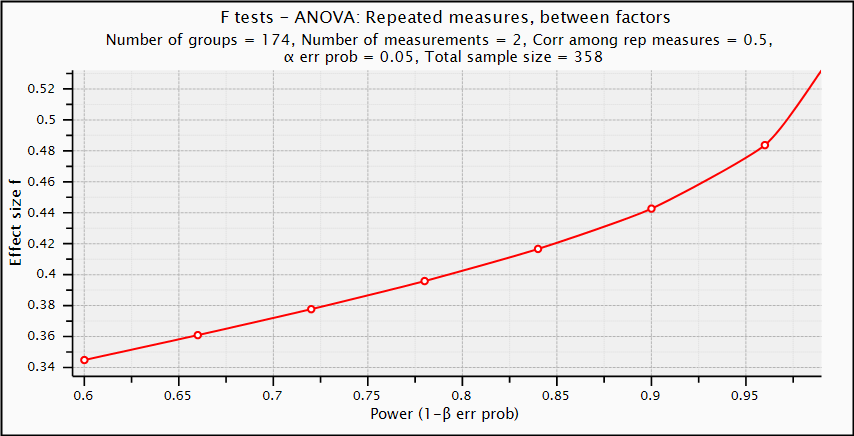 F tests - ANOVA: Repeated measures, between factors
Number of groups = 174, Number of measurements = 2, Corr among rep measures = 0.5,
α err prob = 0.05, Total sample size = 358
Effect size f
0.52
0.5
0.48
0.46
0.44
0.42
0.4
0.38
0.36
0.34
0.6 0.65 0.7 0.75 0.8 0.85 0.9 0.95
Power (1-β err prob)